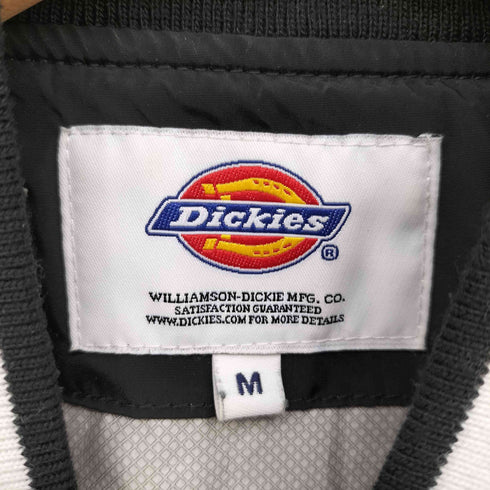 Dickies
®
WILLIAMSON-DICKIE MFG. CO.
SATISFACTION GUARANTEED
WWW.DICKIES.COM FOR MORE DETAILS
M